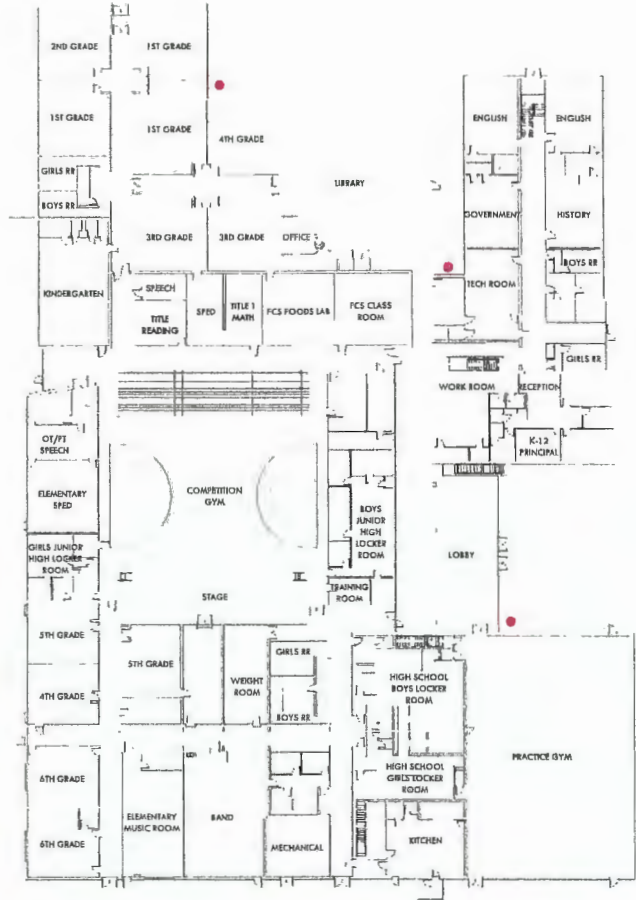 2ND GRADE
1ST GRADE
1ST GRADE
1ST GRADE
4TH GRADE
ENGLISH
ENGLISH
GIRLS RR
LIBRARY
BOYS RR
GOVERNMENT
HISTORY
3RD GRADE
3RD GRADE
OFFICE
BOYS RR
KINDERGARTEN
SPEECH
TITLE
READING
SPED
TITLE 1
MATH
FCS FOODS LAB
FCS CLASS
ROOM
TECH ROOM
GIRLS RR
WORK ROOM
RECEPTION
OT/PT
SPEECH
K-12
PRINCIPAL
ELEMENTARY
SPED
COMPETITION
GYM
BOYS
JUNIOR
HIGH
LOCKER
ROOM
GIRLS JUNIOR
HIGH LOCKER
ROOM
LOBBY
STAGE
TRAINING
ROOM
5TH GRADE
5TH GRADE
GIRLS RR
WEIGHT
ROOM
HIGH SCHOOL
BOYS LOCKER
ROOM
4TH GRADE
BOYS RR
PRACTICE GYM
6TH GRADE
HIGH SCHOOL
GIRLS LOCKER
ROOM
ELEMENTARY
MUSIC ROOM
BAND
6TH GRADE
MECHANICAL
KITCHEN